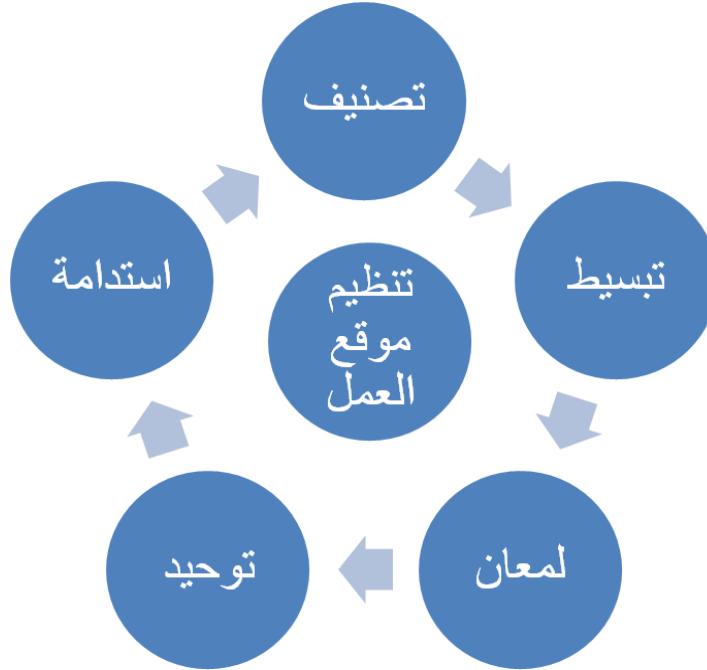 تصنيف
تبسيط
لمعان
توحيد
استدامة
تنظيم
موقع
العمل